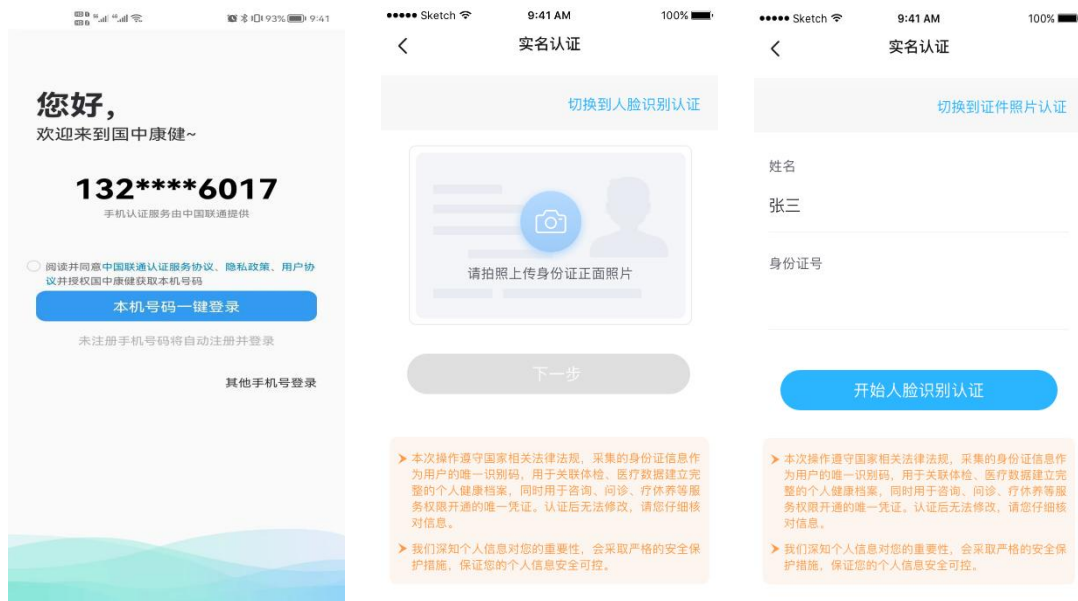 93% 9:41
您好，
欢迎来到国中康健~
132****6017
手机认证服务由中国联通提供
阅读并同意中国联通认证服务协议、隐私政策、用户协
议并授权国中康健获取本机号码
本机号码一键登录
未注册手机号码将自动注册并登录
其他手机号登录
Sketch 9:41 AM 100%
实名认证
切换到人脸识别认证
请拍照上传身份证正面照片
下一步
本次操作遵守国家相关法律法规，采集的身份证信息作
为用户的唯一识别码，用于关联体检、医疗数据建立完
整的个人健康档案，同时用于咨询、问诊、疗休养等服
务权限开通的唯一凭证。认证后无法修改，请您仔细核
对信息。
我们深知个人信息对您的重要性，会采取严格的安全保
护措施，保证您的个人信息安全可控。
Sketch 9:41 AM 100%
实名认证
切换到证件照片认证
姓名
张三
身份证号
开始人脸识别认证
本次操作遵守国家相关法律法规，采集的身份证信息作
为用户的唯一识别码，用于关联体检、医疗数据建立完
整的个人健康档案，同时用于咨询、问诊、疗休养等服
务权限开通的唯一凭证。认证后无法修改，请您仔细核
对信息。
我们深知个人信息对您的重要性，会采取严格的安全保
护措施，保证您的个人信息安全可控。